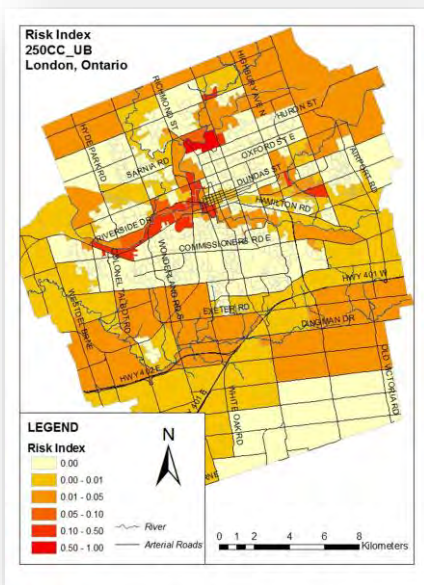 Risk Index
250CC_UB
London, Ontario
RICHMOND ST
HIGHBURY AVE N
HYDE PARK RD
HURON ST
SARNIA RD
OXFORD ST E
DUNDAS ST
AIRPORT RD
HAMILTON RD
RIVERSIDE DR
COMMISSIONERS RD E
COLONEL TALBOT RD
WONDERLAND RD S
HWY 401 W
WESTDEL BRNE
EXETER RD
DINGMAN DR
HWY 402 E
WHITE OAK RD
OLD VICTORIA RD
LEGEND
Risk Index
0.00
0.00 - 0.01
0.01 - 0.05
0.05 - 0.10
0.10 - 0.50
0.50 - 1.00
River
Arterial Roads
N
0 1 2 4 6 8
Kilometers